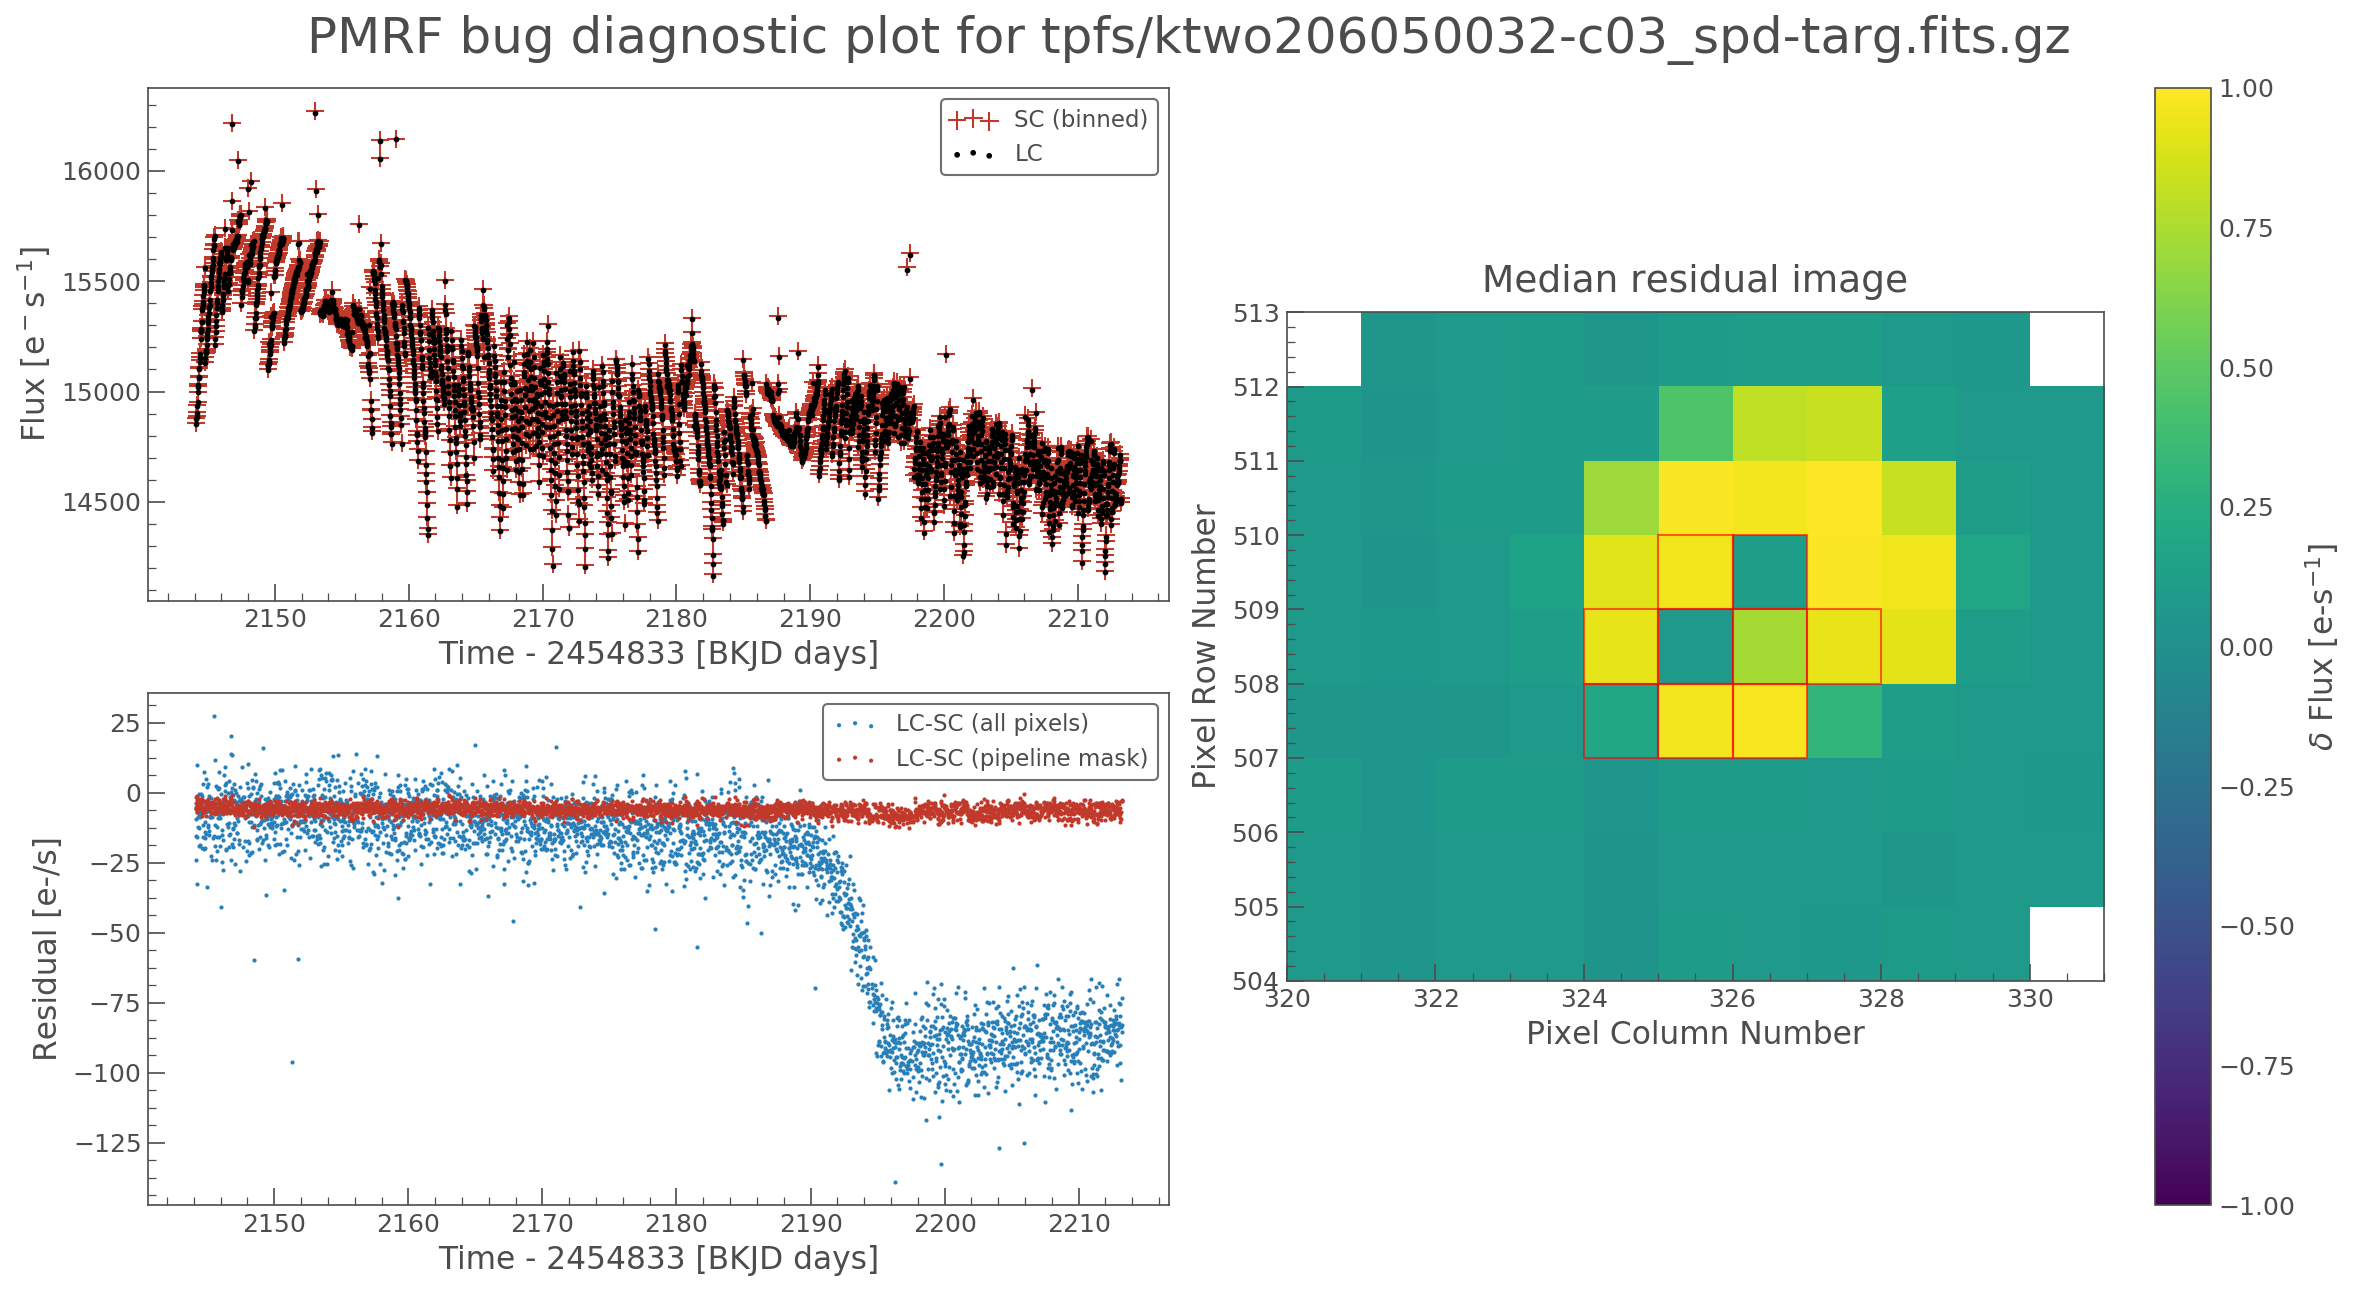 PMRF bug diagnostic plot for tpfs/ktwo206050032-c03_spd-targ.fits.gz
SC (binned)
LC
16000
15500
15000
14500
Flux [e⁻ s⁻¹]
2150 2160 2170 2180 2190 2200 2210
Time - 2454833 [BKJD days]
LC-SC (all pixels)
LC-SC (pipeline mask)
25
0
−25
−50
−75
−100
−125
Residual [e-/s]
2150 2160 2170 2180 2190 2200 2210
Time - 2454833 [BKJD days]
Median residual image
513
512
511
510
509
508
507
506
505
504
Pixel Row Number
320 322 324 326 328 330
Pixel Column Number
1.00
0.75
0.50
0.25
0.00
−0.25
−0.50
−0.75
−1.00
δ Flux [e-s⁻¹]